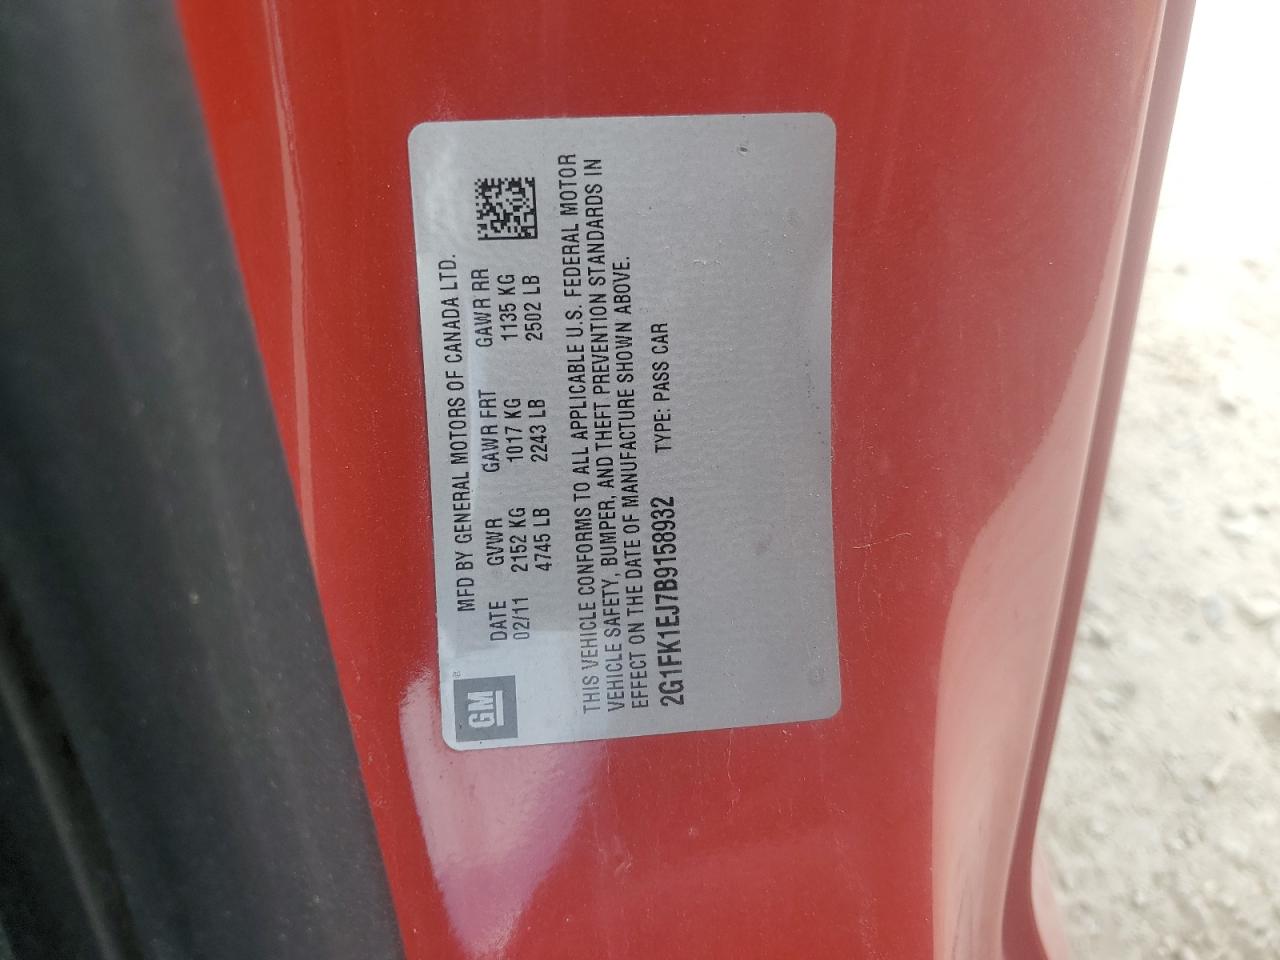 GM
MFD BY GENERAL MOTORS OF CANADA LTD.
DATE GVWR GAWR FRT GAWR RR
02/11 2152 KG 1017 KG 1135 KG
4745 LB 2243 LB 2502 LB
THIS VEHICLE CONFORMS TO ALL APPLICABLE U.S. FEDERAL MOTOR
VEHICLE SAFETY, BUMPER, AND THEFT PREVENTION STANDARDS IN
EFFECT ON THE DATE OF MANUFACTURE SHOWN ABOVE.
2G1FK1EJ7B9158932 TYPE: PASS CAR